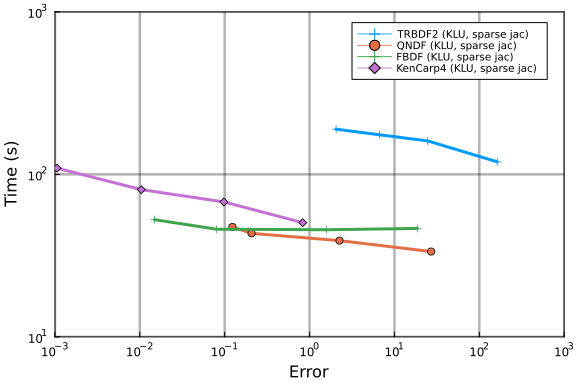 10³
TRBDF2 (KLU, sparse jac)
QNDF (KLU, sparse jac)
FBDF (KLU, sparse jac)
KenCarp4 (KLU, sparse jac)
10²
Time (s)
10¹
10⁻³ 10⁻² 10⁻¹ 10⁰ 10¹ 10² 10³
Error